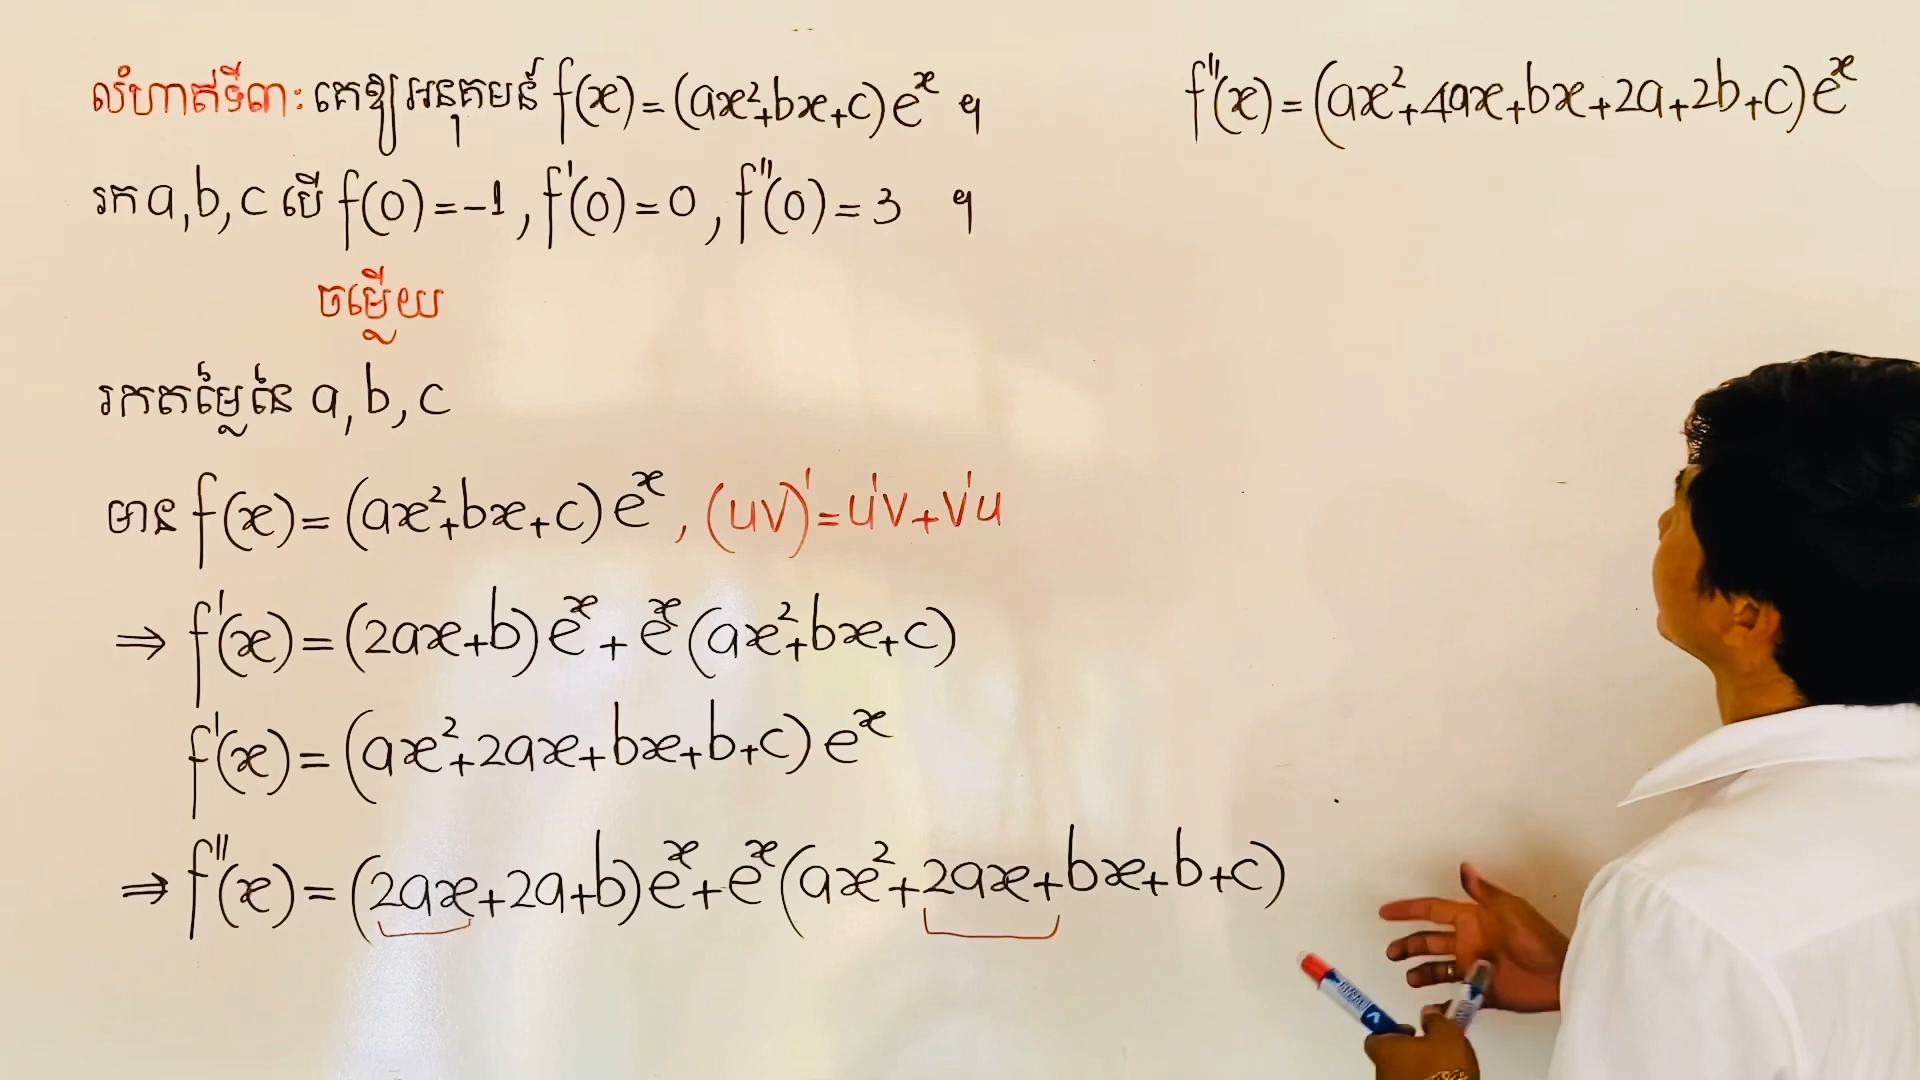 លំហាត់ទី៣: គេឱ្យអនុគមន៍ f(x)=(ax²+bx+c)eˣ ។
រក a,b,c បើ f(0)=-1, f'(0)=0, f''(0)=3 ។
ចម្លើយ
រកតម្លៃនៃ a,b,c
មាន f(x)=(ax²+bx+c)eˣ, (uv)'=u'v+v'u
⇒ f'(x)=(2ax+b)eˣ+eˣ(ax²+bx+c)
f'(x)=(ax²+2ax+bx+b+c)eˣ
⇒ f''(x)=(2ax+2a+b)eˣ+eˣ(ax²+2ax+bx+b+c)
f''(x)=(ax²+4ax+bx+2a+2b+c)eˣ